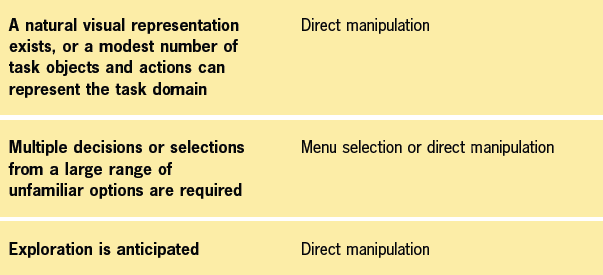 A natural visual representation
exists, or a modest number of
task objects and actions can
represent the task domain
Direct manipulation
Multiple decisions or selections
from a large range of
unfamiliar options are required
Menu selection or direct manipulation
Exploration is anticipated
Direct manipulation